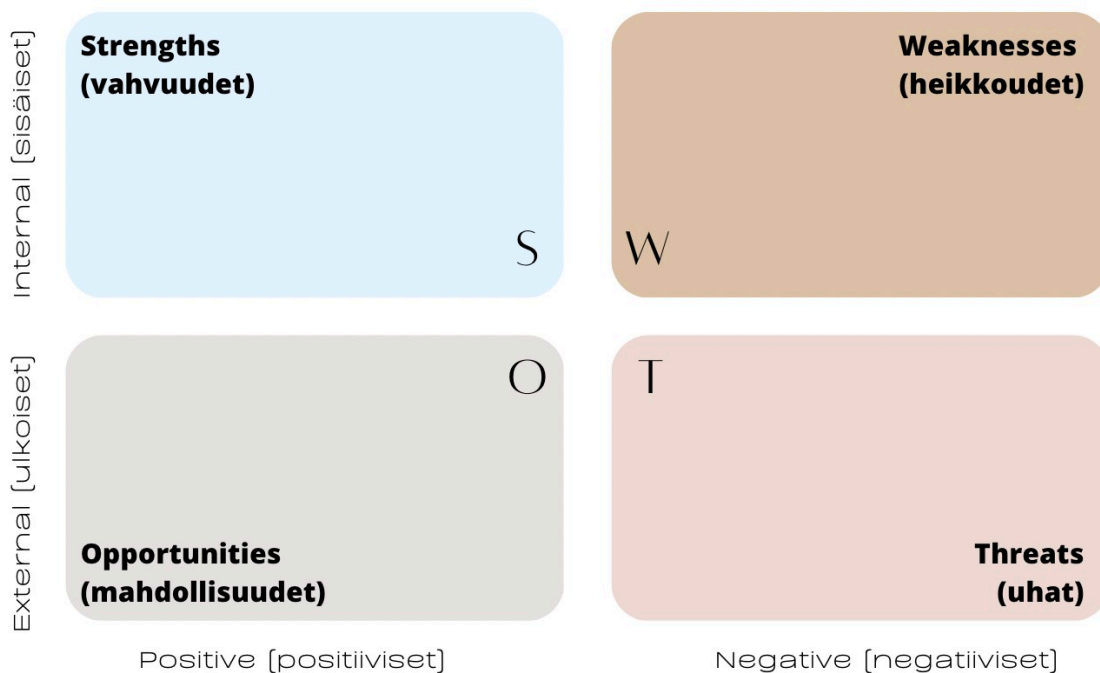 Internal (sisäiset)
Strengths
(vahvuudet)
S
Weaknesses
(heikkoudet)
W
External (ulkoiset)
O
Opportunities
(mahdollisuudet)
T
Threats
(uhat)
Positive (positiiviset)
Negative (negatiiviset)